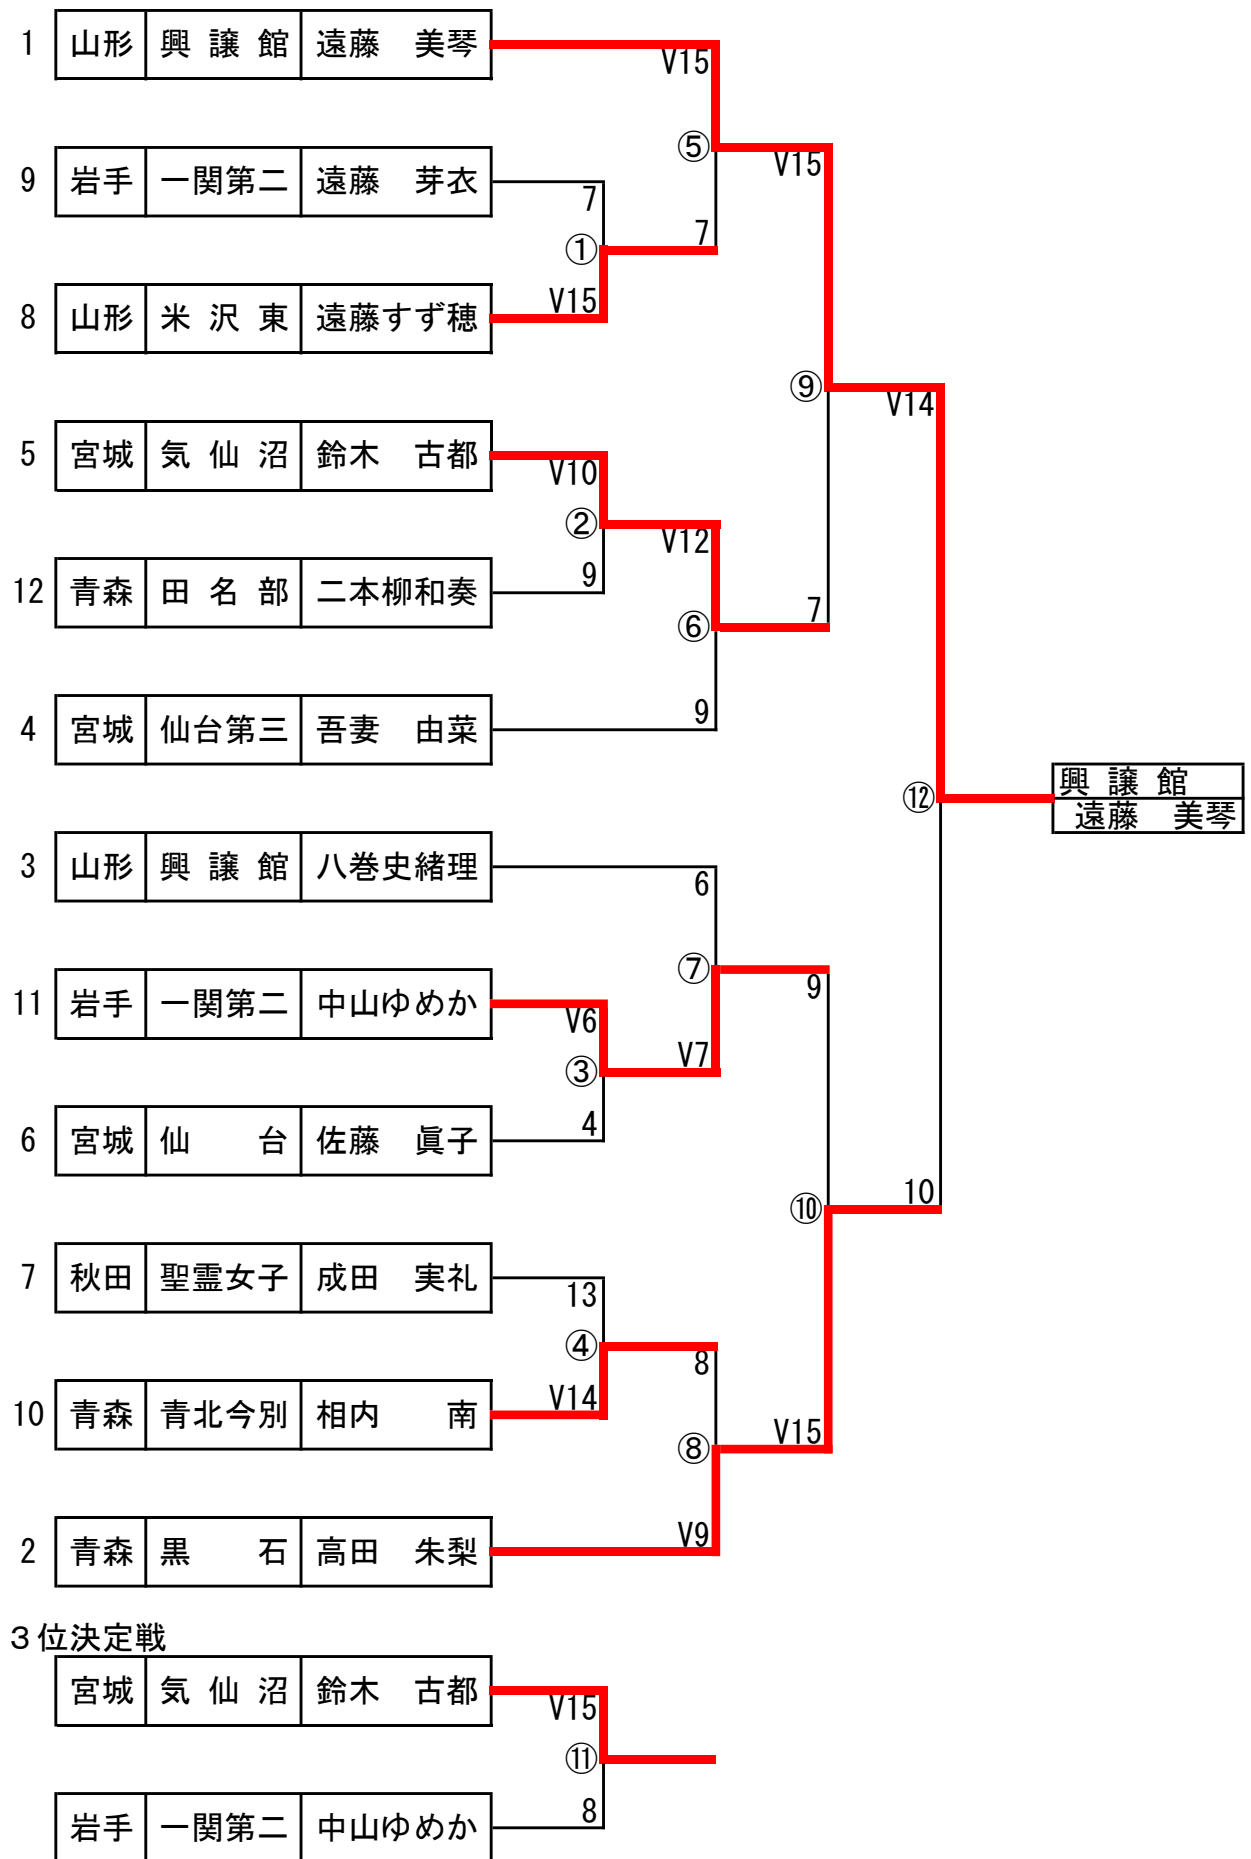 1 山形 興譲館 遠藤 美琴
V15
⑤
V15
9 岩手 一関第二 遠藤 芽衣
7
①
7
8 山形 米沢東 遠藤すず穂
V15
⑨
V14
5 宮城 気仙沼 鈴木 古都
V10
②
V12
12 青森 田名部 二本柳和奏
9
⑥
7
4 宮城 仙台第三 吾妻 由菜
9
⑫
興譲館
遠藤 美琴
3 山形 興譲館 八巻史緒理
6
⑦
9
11 岩手 一関第二 中山ゆめか
V6
③
V7
6 宮城 仙台 佐藤 眞子
4
⑩
10
7 秋田 聖霊女子 成田 実礼
13
④
8
10 青森 青北今別 相内 南
V14
⑧
V15
2 青森 黒石 高田 朱梨
V9
３位決定戦
宮城 気仙沼 鈴木 古都
V15
⑪
岩手 一関第二 中山ゆめか
8